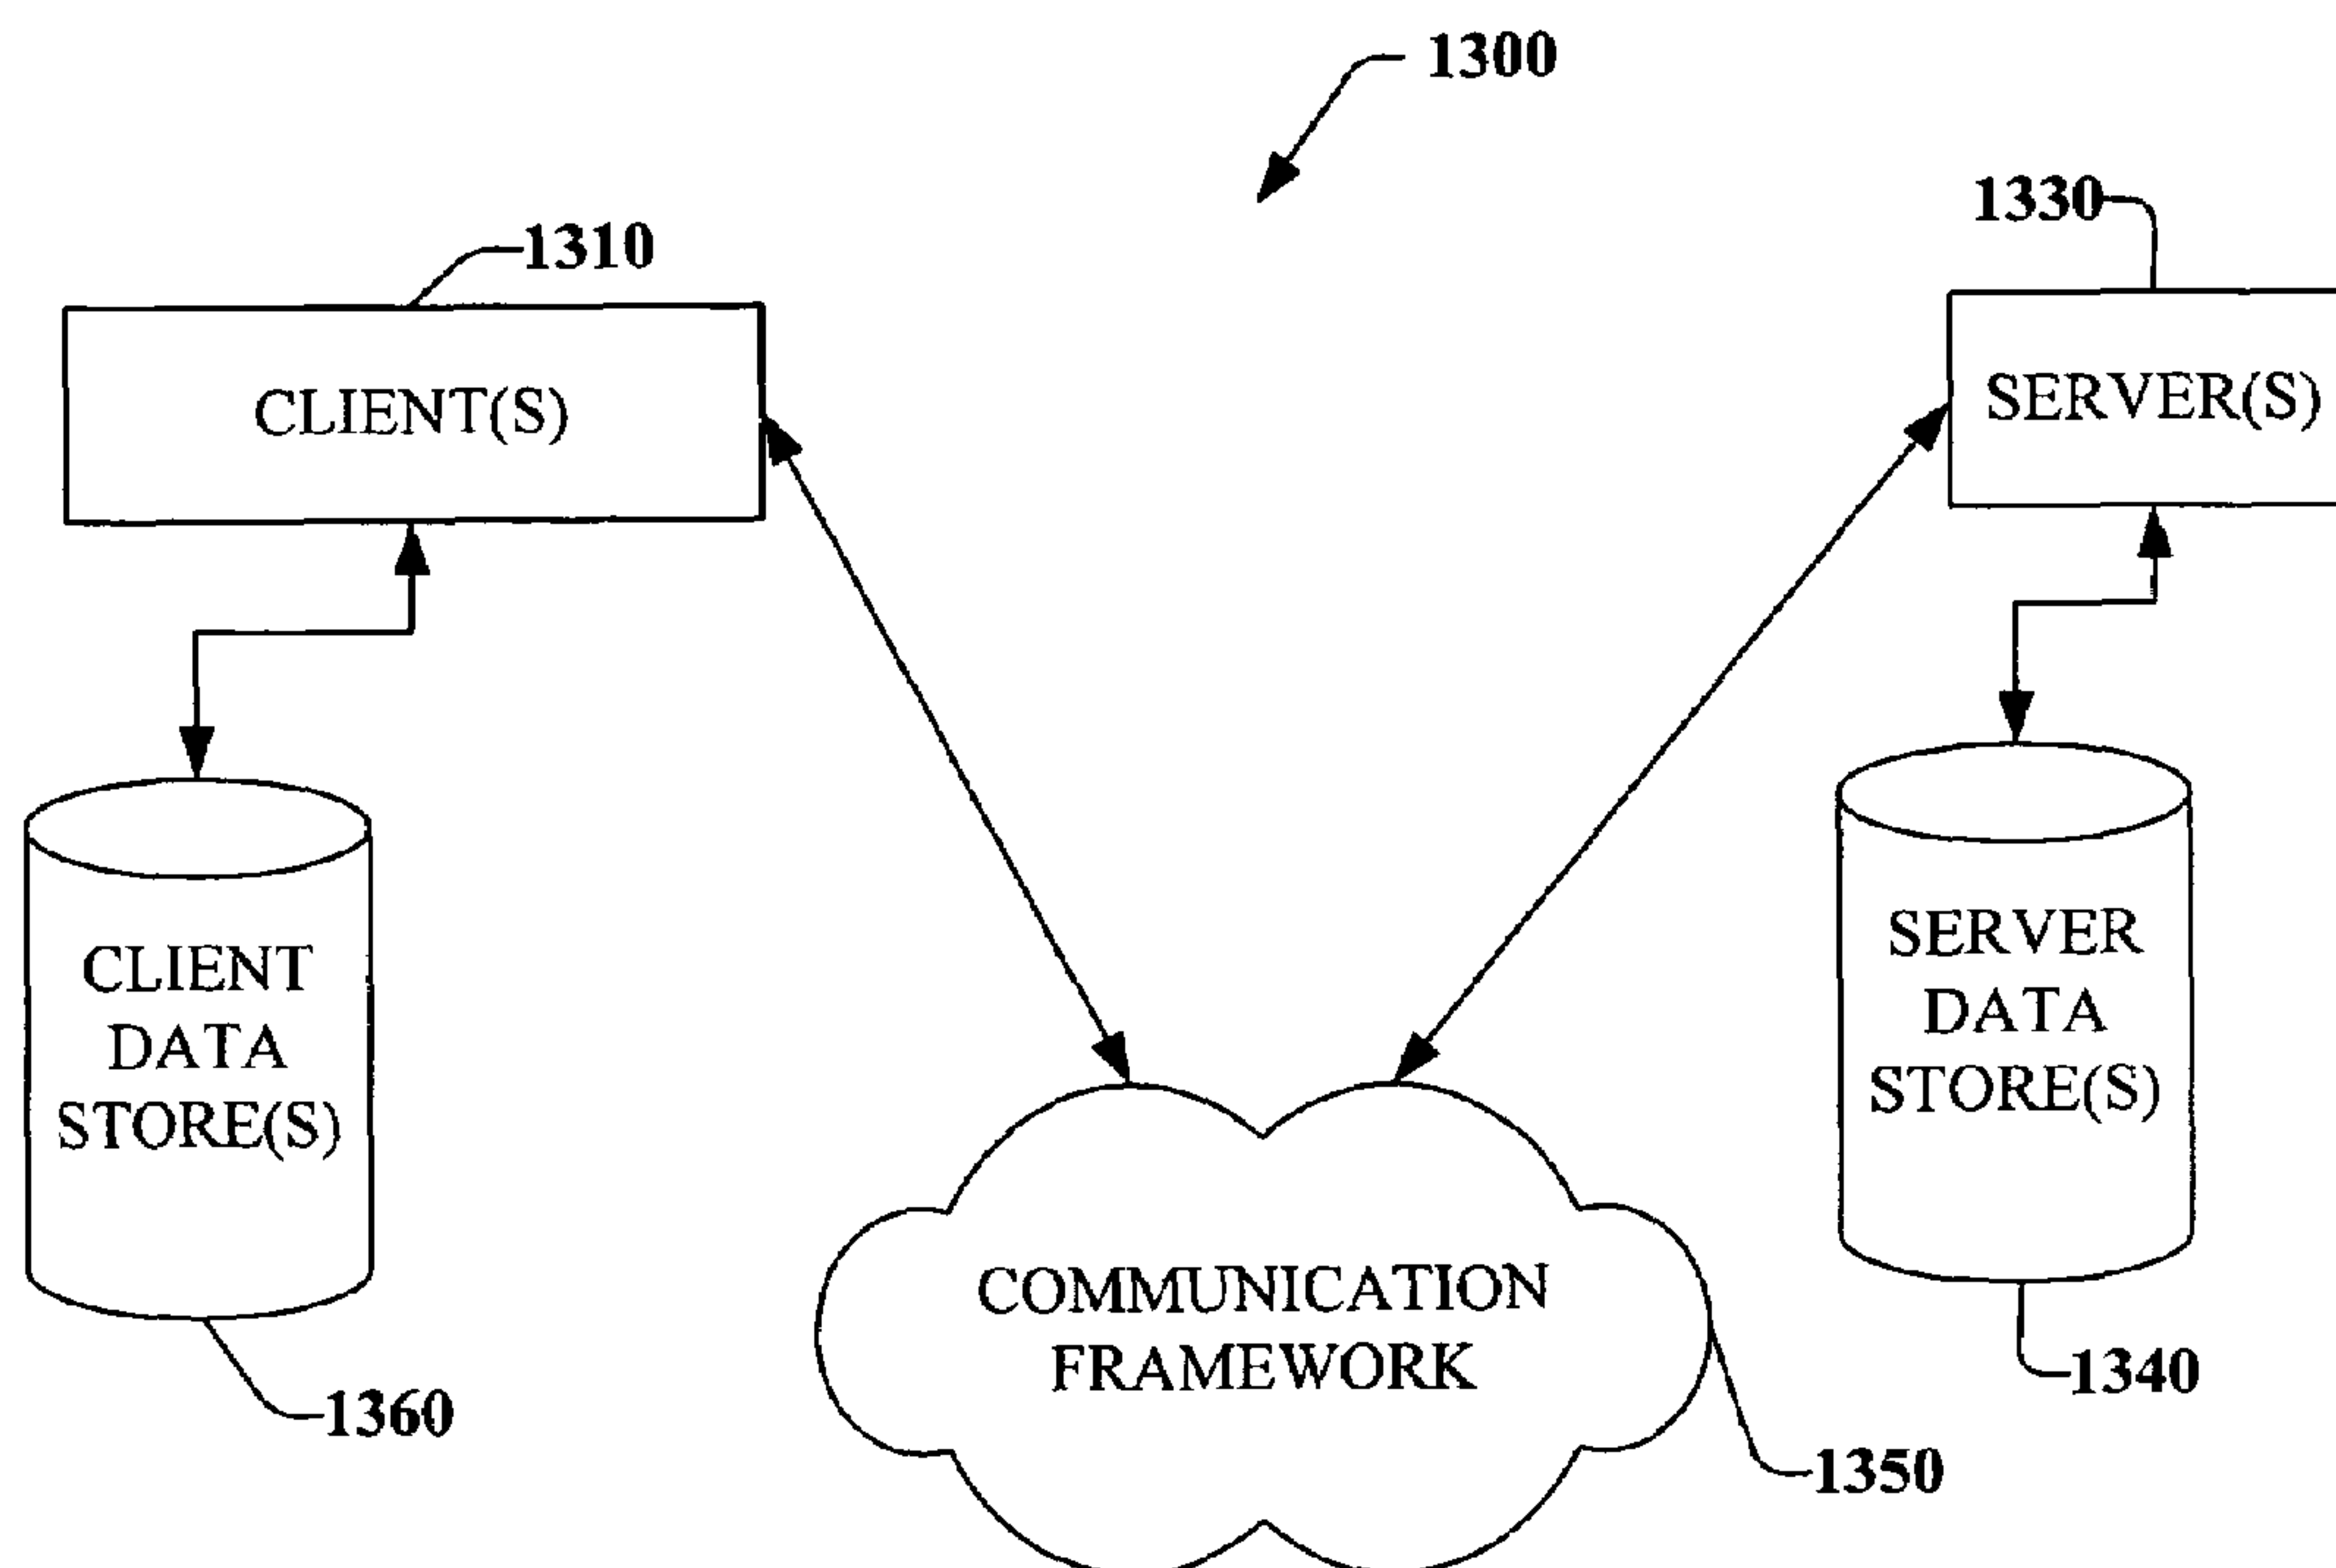 1300
1330
1310
CLIENT(S)
SERVER(S)
CLIENT
DATA
STORE(S)
SERVER
DATA
STORE(S)
COMMUNICATION
FRAMEWORK
1360
1340
1350